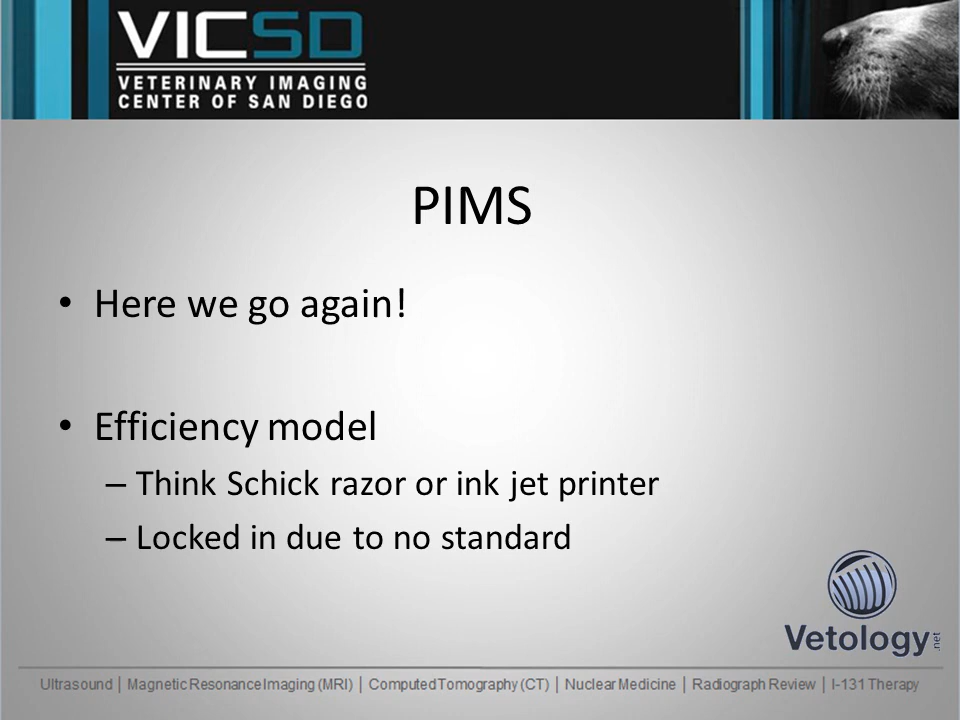 VICSD
VETERINARY IMAGING
CENTER OF SAN DIEGO
PIMS
• Here we go again!
• Efficiency model
– Think Schick razor or ink jet printer
– Locked in due to no standard
Vetology.net
Ultrasound | Magnetic Resonance Imaging (MRI) | Computed Tomography (CT) | Nuclear Medicine | Radiograph Review | I-131 Therapy